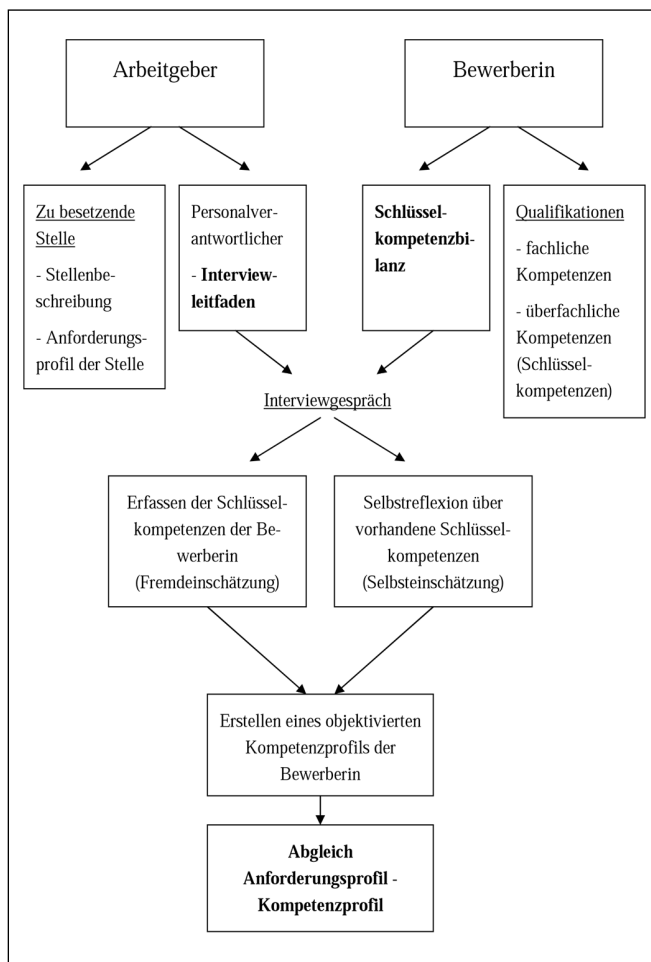 Arbeitgeber
Bewerberin
Zu besetzende
Stelle
- Stellenbe-
schreibung
- Anforderungs-
profil der Stelle
Personalver-
antwortlicher
- Interview-
leitfaden
Schlüssel-
kompetenzbi-
lanz
Qualifikationen
- fachliche
Kompetenzen
- überfachliche
Kompetenzen
(Schlüssel-
kompetenzen)
Interviewgespräch
Erfassen der Schlüssel-
kompetenzen der Be-
werberin
(Fremdeinschätzung)
Selbstreflexion über
vorhandene Schlüssel-
kompetenzen
(Selbsteinschätzung)
Erstellen eines objektivierten
Kompetenzprofils der
Bewerberin
Abgleich
Anforderungsprofil -
Kompetenzprofil